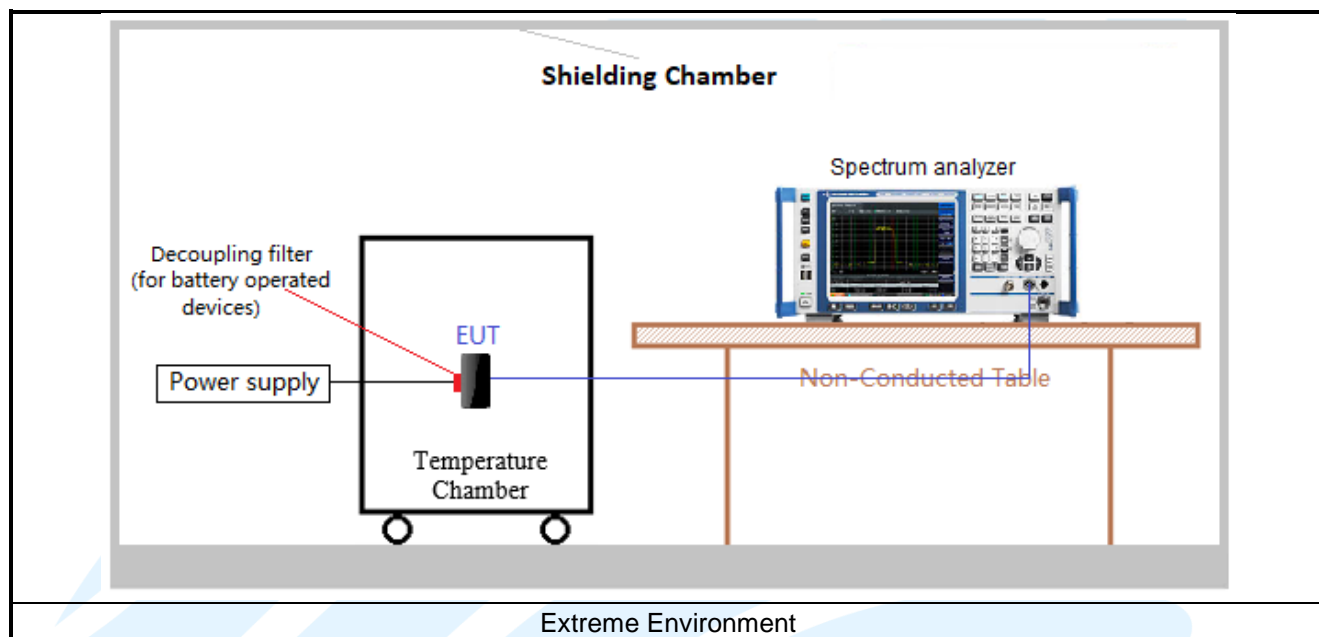 Shielding Chamber
Spectrum analyzer
Decoupling filter
(for battery operated
devices)
EUT
Power supply
Non-Conducted Table
Temperature
Chamber
Extreme Environment